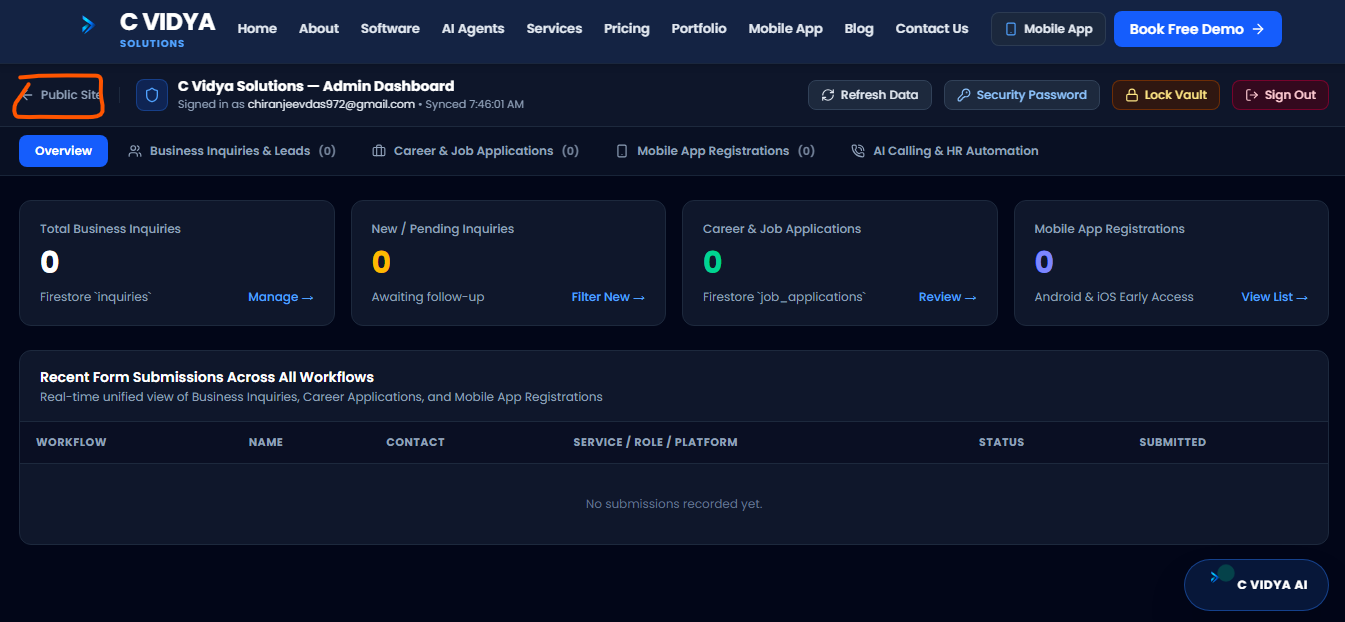 C VIDYA
SOLUTIONS
Home About Software AI Agents Services Pricing Portfolio Mobile App Blog Contact Us Mobile App Book Free Demo →
← Public Site
C Vidya Solutions — Admin Dashboard
Signed in as chiranjeevdas972@gmail.com • Synced 7:46:01 AM
Refresh Data Security Password Lock Vault Sign Out
Overview Business Inquiries & Leads (0) Career & Job Applications (0) Mobile App Registrations (0) AI Calling & HR Automation
Total Business Inquiries
0
Firestore `inquiries` Manage →
New / Pending Inquiries
0
Awaiting follow-up Filter New →
Career & Job Applications
0
Firestore `job_applications` Review →
Mobile App Registrations
0
Android & iOS Early Access View List →
Recent Form Submissions Across All Workflows
Real-time unified view of Business Inquiries, Career Applications, and Mobile App Registrations
WORKFLOW NAME CONTACT SERVICE / ROLE / PLATFORM STATUS SUBMITTED
No submissions recorded yet.
C VIDYA AI